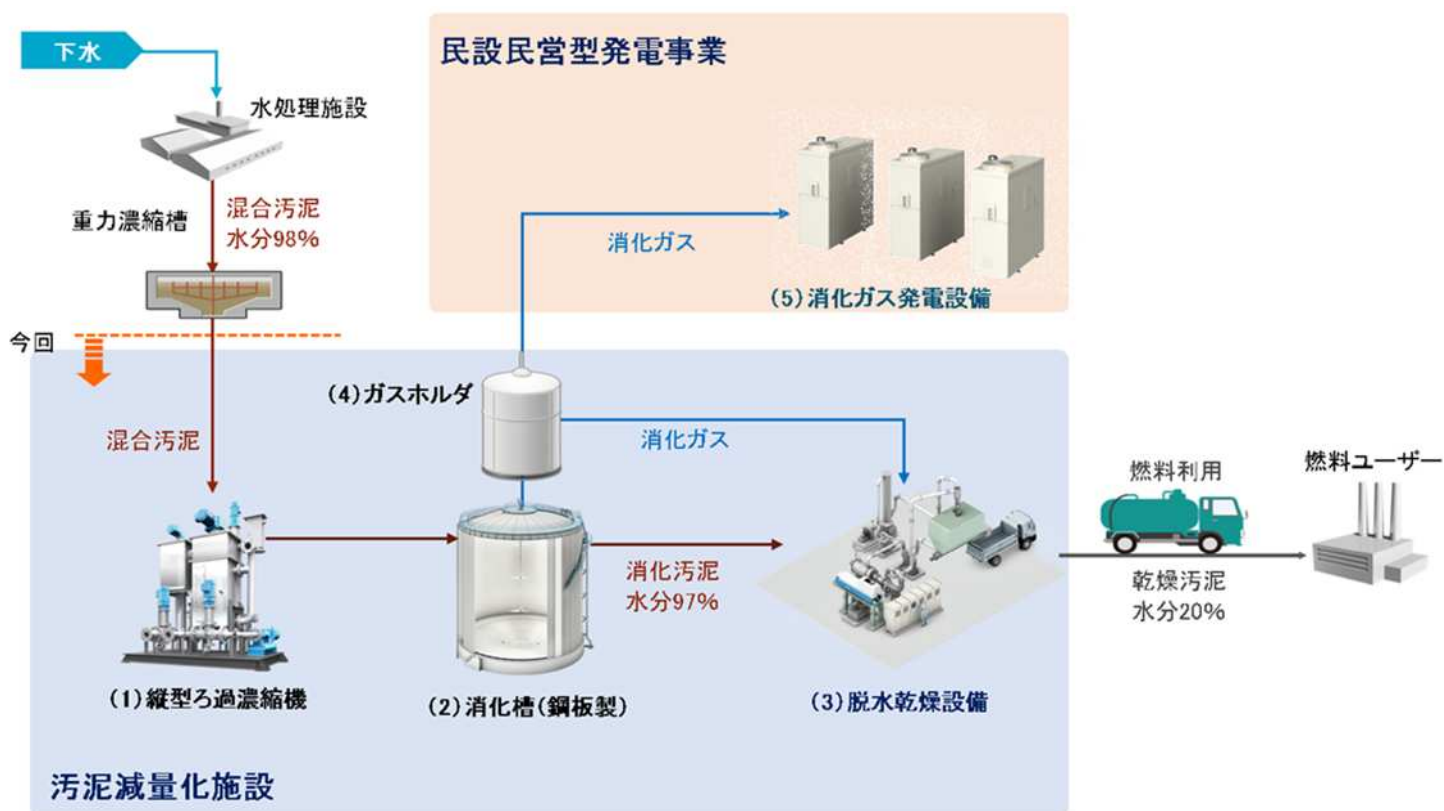 下水
水処理施設
重力濃縮槽
混合汚泥
水分98%
今回
混合汚泥
民設民営型発電事業
消化ガス
(5)消化ガス発電設備
(4)ガスホルダ
消化ガス
消化汚泥
水分97%
(1)縦型ろ過濃縮機
(2)消化槽(鋼板製)
(3)脱水乾燥設備
燃料利用
乾燥汚泥
水分20%
燃料ユーザー
汚泥減量化施設